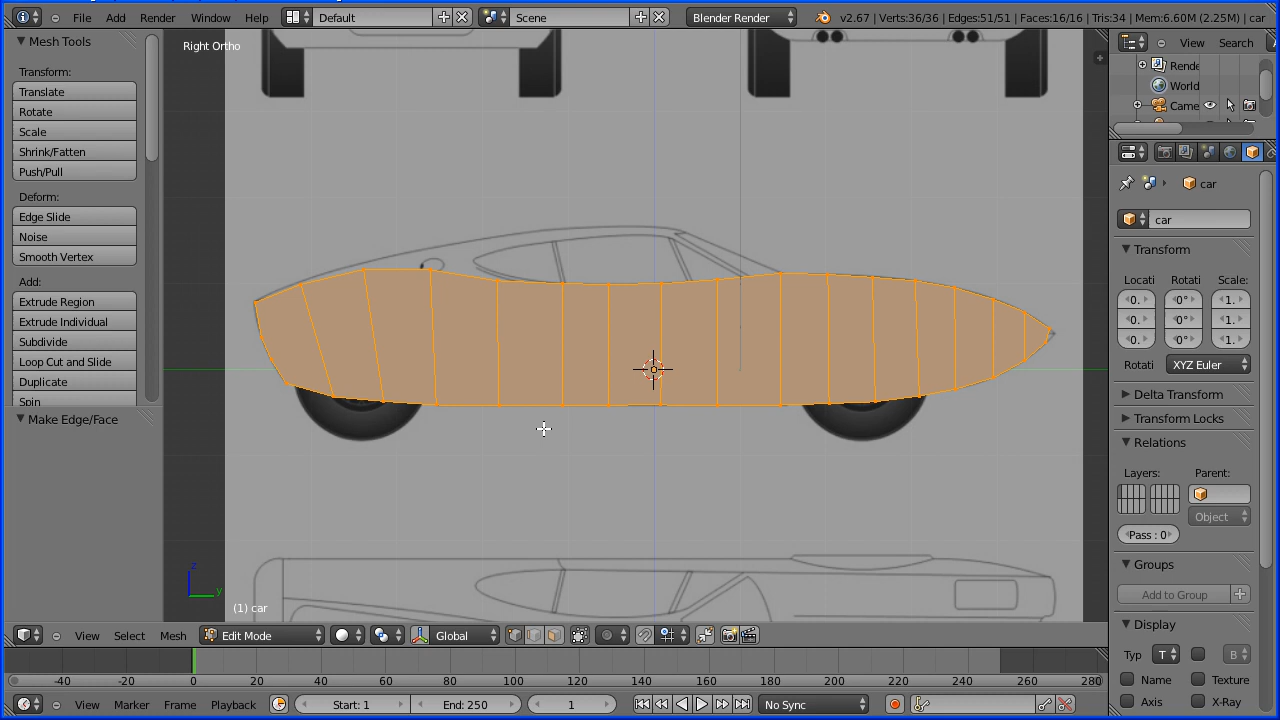 File Add Render Window Help Default Scene Blender Render v2.67 | Verts:36/36 | Edges:51/51 | Faces:16/16 | Tris:34 | Mem:6.60M (2.25M) | car
Mesh Tools
Right Ortho
View Search
Transform:
Rende
Translate
World
Rotate
Came
Scale
Shrink/Fatten
Push/Pull
car
Deform:
Edge Slide
car
Noise
Transform
Smooth Vertex
Locati Rotati Scale:
Add:
0. 0° 1.
Extrude Region
0. 0° 1.
Extrude Individual
0. 0° 1.
Subdivide
Loop Cut and Slide
Rotati XYZ Euler
Duplicate
Delta Transform
Spin
Make Edge/Face
Transform Locks
Relations
Layers: Parent:
Object
Pass : 0
Groups
z
y
Add to Group
(1) car
Display
View Select Mesh Edit Mode Global
Typ T B
-40 -20 0 20 40 60 80 100 120 140 160 180 200 220 240 260 280
Name Texture
View Marker Frame Playback Start: 1 End: 250 1 No Sync
Axis X-Ray